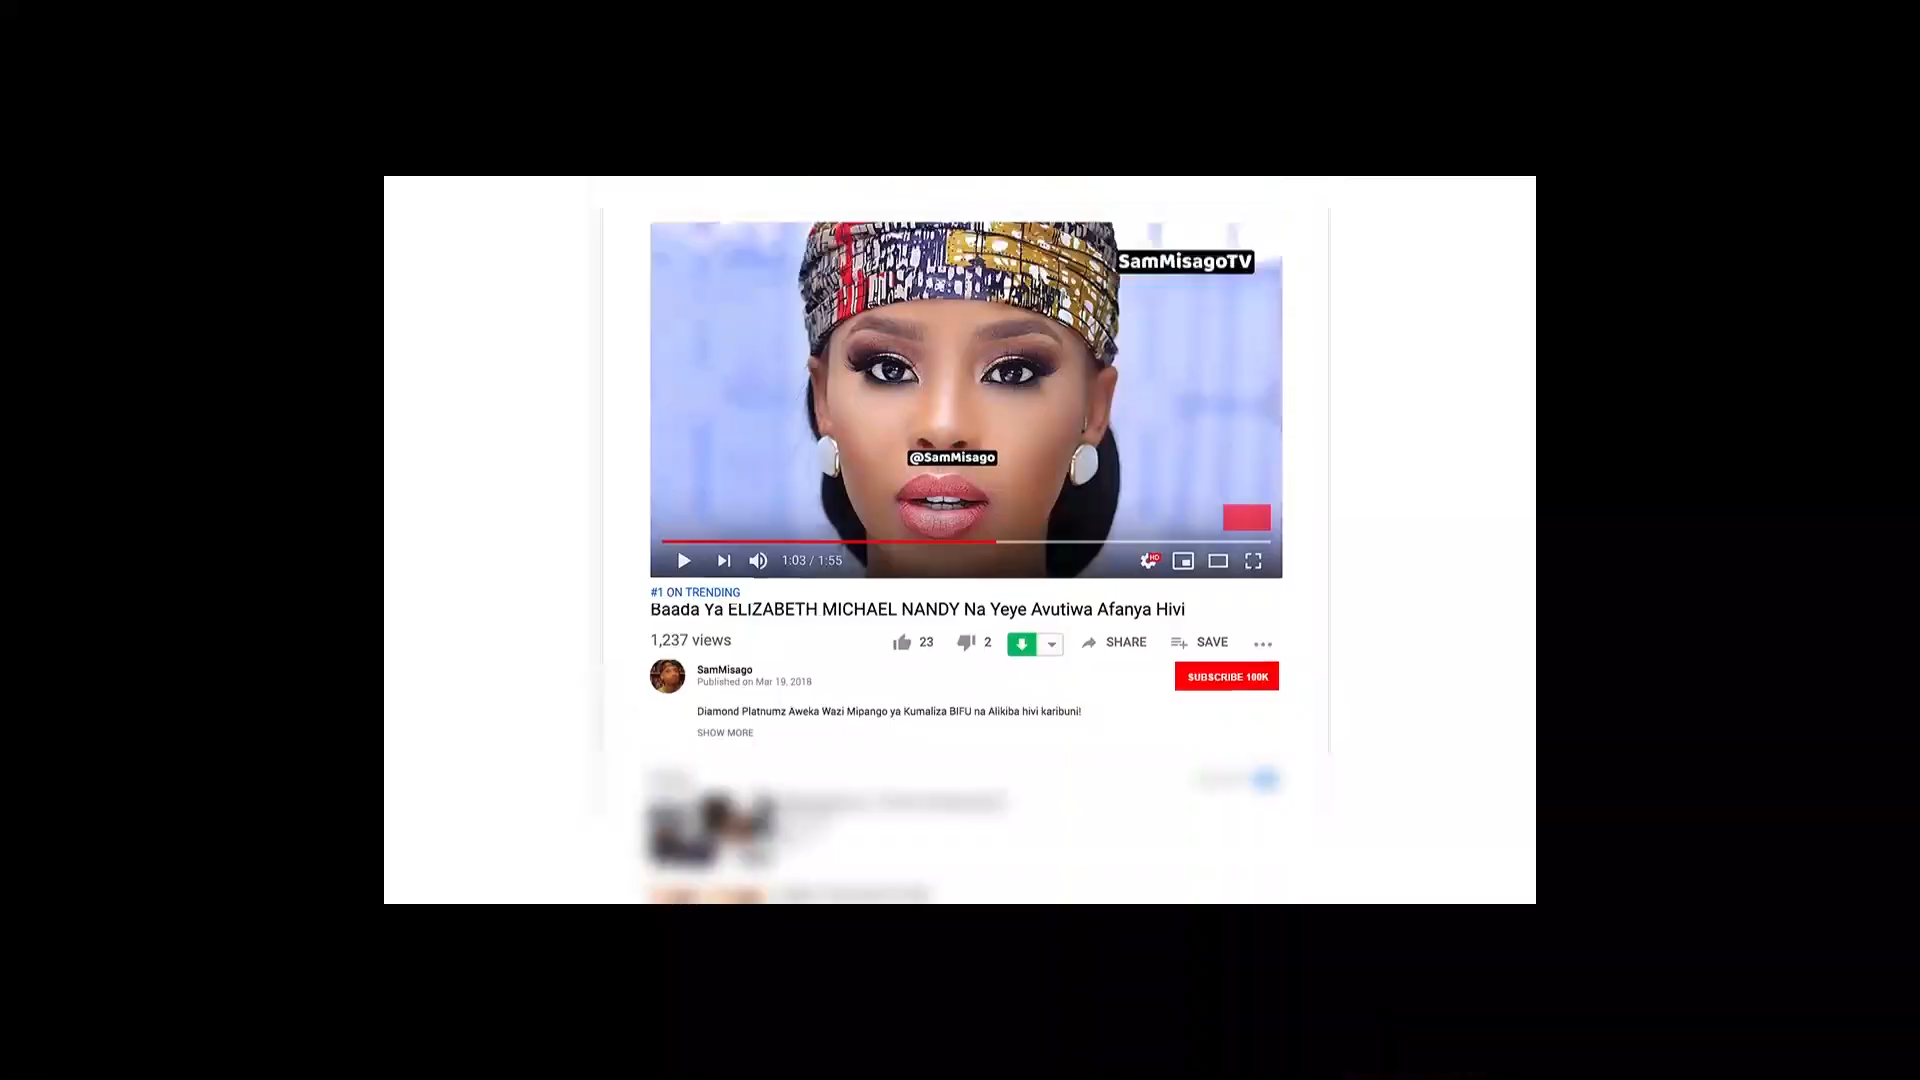 SamMisagoTV
@SamMisago
1:03 / 1:55
HD
#1 ON TRENDING
Baada Ya ELIZABETH MICHAEL NANDY Na Yeye Avutiwa Afanya Hivi
1,237 views
23
2
SHARE
SAVE
SamMisago
SUBSCRIBE 100K
Published on Mar 19, 2018
Diamond Platnumz Aweka Wazi Mipango ya Kumaliza BIFU na Alikiba hivi karibuni!
SHOW MORE